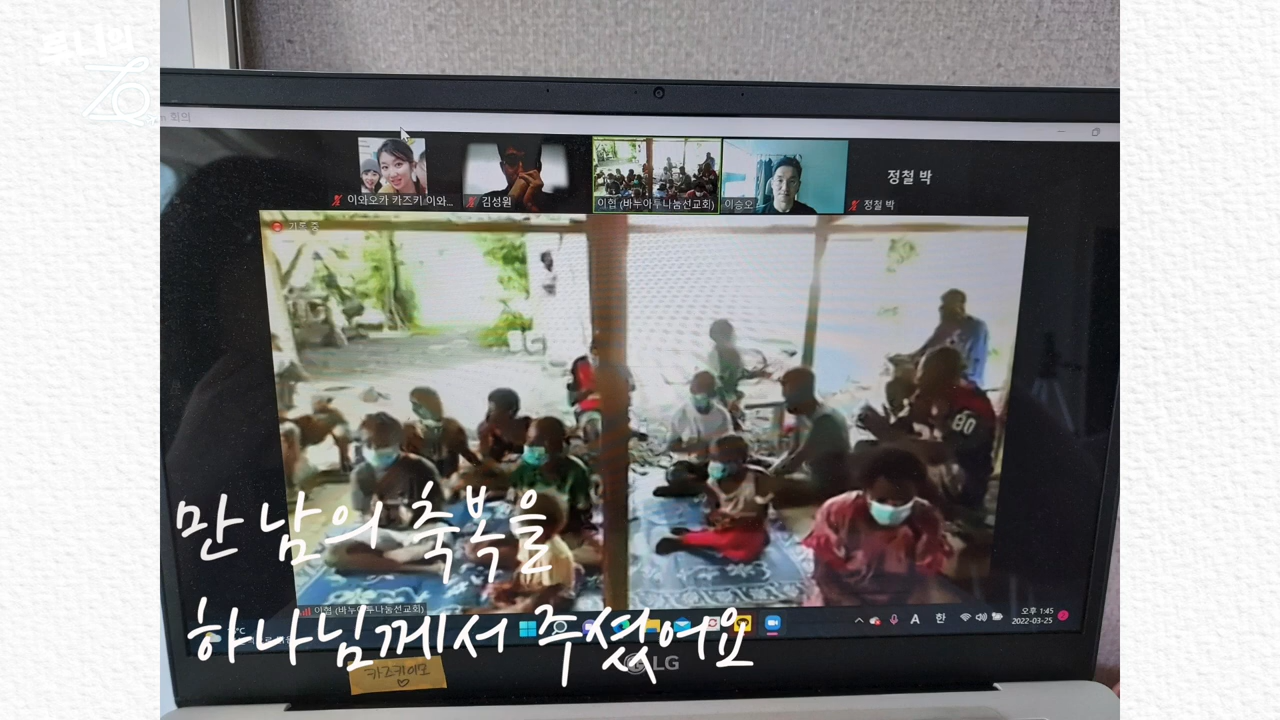 회의
이와오카 카즈키 이와...
김성원
이협 (바누아투나눔선교회)
이승오
정철 박
정철 박
기록 중
80
만남의 축복을
하나님께서 주셨어요
이협 (바누아투나눔선교회)
A
한
오후 1:45
2022-03-25
LG
카즈키이모